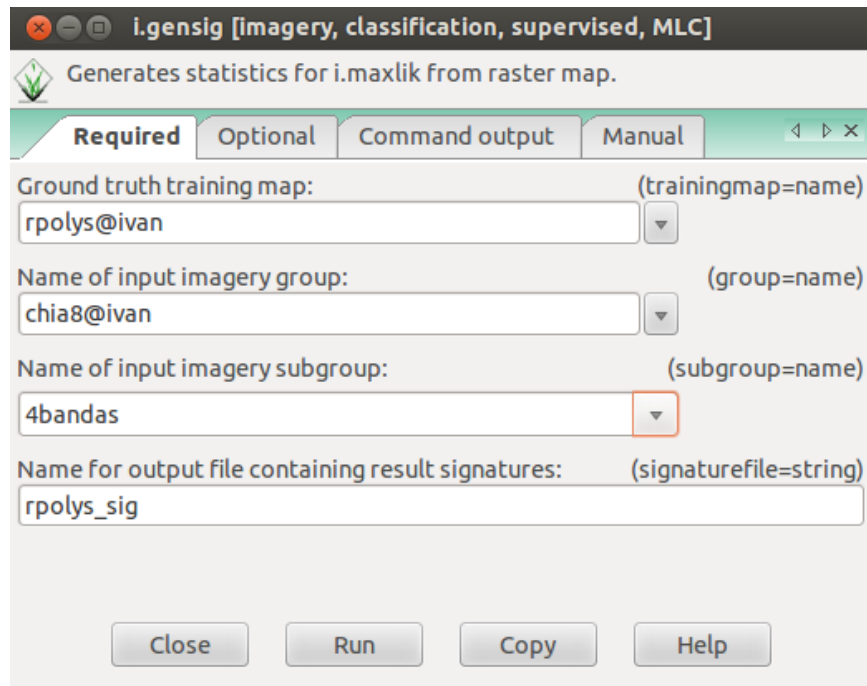 i.gensig [imagery, classification, supervised, MLC]
Generates statistics for i.maxlik from raster map.
Required Optional Command output Manual
Ground truth training map: (trainingmap=name)
rpolys@ivan
Name of input imagery group: (group=name)
chia8@ivan
Name of input imagery subgroup: (subgroup=name)
4bandas
Name for output file containing result signatures: (signaturefile=string)
rpolys_sig
Close Run Copy Help